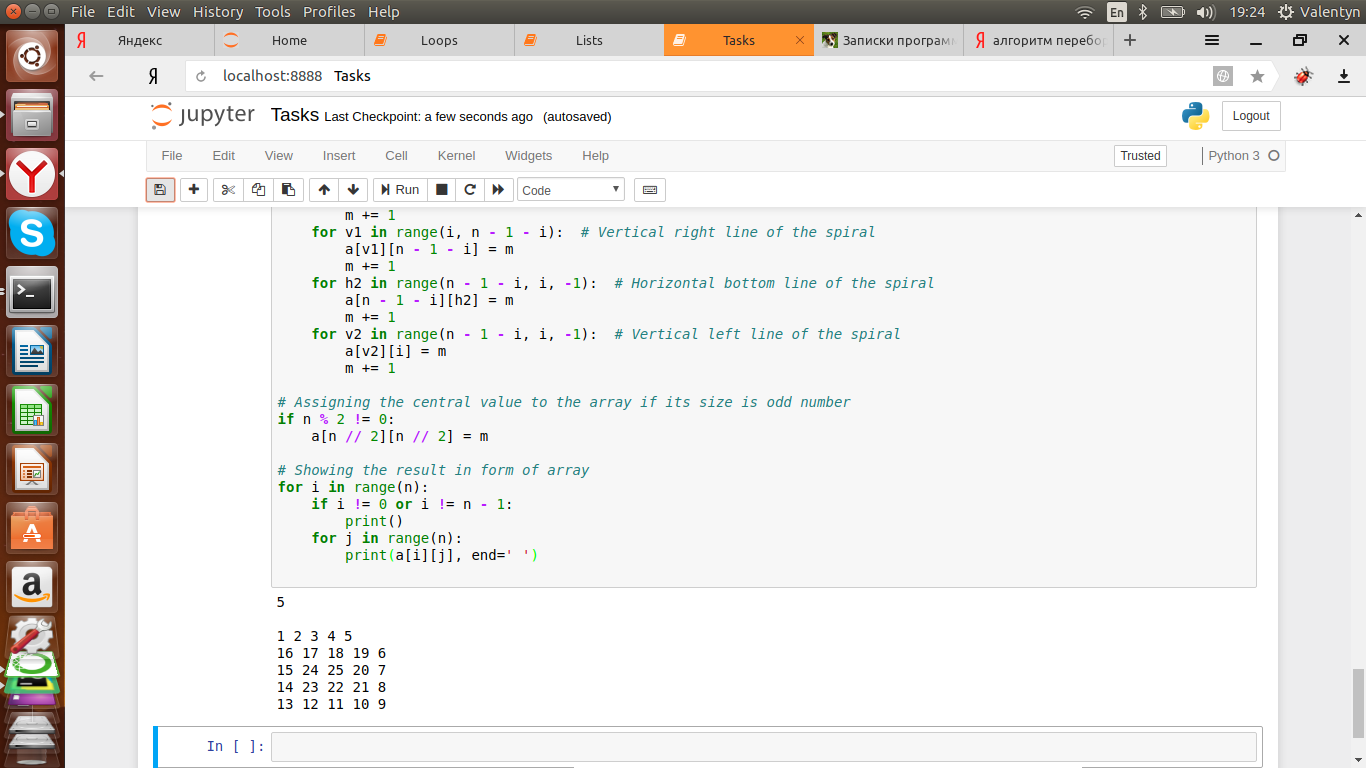 File Edit View History Tools Profiles Help En 19:24 Valentyn
Я Яндекс Home Loops Lists Tasks × Записки програм Я алгоритм перебор +
← Я localhost:8888 Tasks
jupyter Tasks Last Checkpoint: a few seconds ago (autosaved) Logout
File Edit View Insert Cell Kernel Widgets Help Trusted Python 3
Run Code
m += 1
for v1 in range(i, n - 1 - i):  # Vertical right line of the spiral
a[v1][n - 1 - i] = m
m += 1
for h2 in range(n - 1 - i, i, -1):  # Horizontal bottom line of the spiral
a[n - 1 - i][h2] = m
m += 1
for v2 in range(n - 1 - i, i, -1):  # Vertical left line of the spiral
a[v2][i] = m
m += 1
# Assigning the central value to the array if its size is odd number
if n % 2 != 0:
a[n // 2][n // 2] = m
# Showing the result in form of array
for i in range(n):
if i != 0 or i != n - 1:
print()
for j in range(n):
print(a[i][j], end=' ')
5
1 2 3 4 5
16 17 18 19 6
15 24 25 20 7
14 23 22 21 8
13 12 11 10 9
In [ ]: